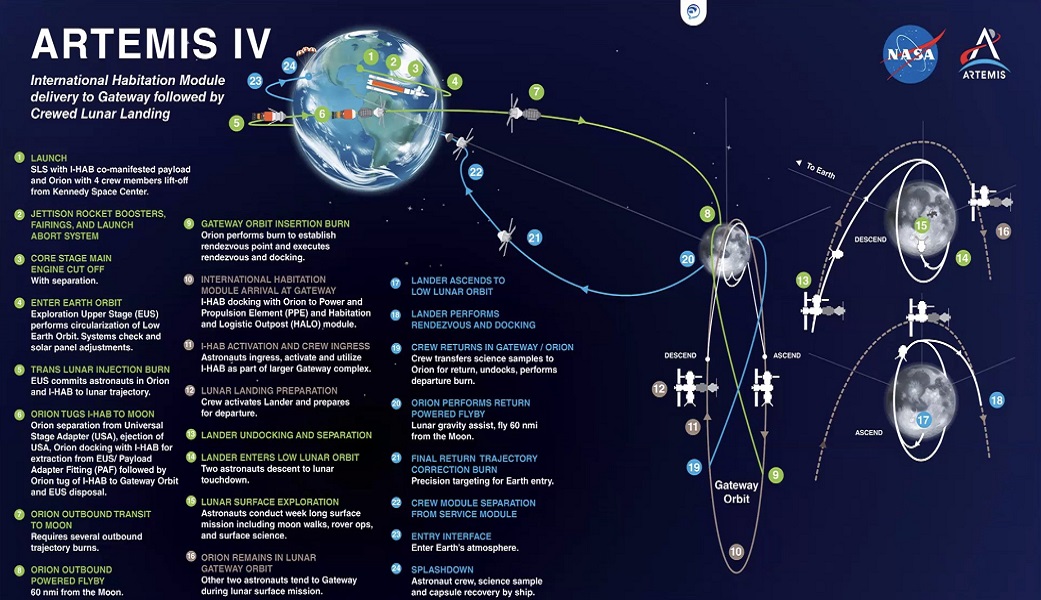 ARTEMIS IV
International Habitation Module
delivery to Gateway followed by
Crewed Lunar Landing
1 LAUNCH
SLS with I-HAB co-manifested payload
and Orion with 4 crew members lift-off
from Kennedy Space Center.
2 JETTISON ROCKET BOOSTERS,
FAIRINGS, AND LAUNCH
ABORT SYSTEM
3 CORE STAGE MAIN
ENGINE CUT OFF
With separation.
4 ENTER EARTH ORBIT
Exploration Upper Stage (EUS)
performs circularization of Low
Earth Orbit. Systems check and
solar panel adjustments.
5 TRANS LUNAR INJECTION BURN
EUS commits astronauts in Orion
and I-HAB to lunar trajectory.
6 ORION TUGS I-HAB TO MOON
Orion separation from Universal
Stage Adapter (USA), ejection of
USA, Orion docking with I-HAB for
extraction from EUS/ Payload
Adapter Fitting (PAF) followed by
Orion tug of I-HAB to Gateway Orbit
and EUS disposal.
7 ORION OUTBOUND TRANSIT
TO MOON
Requires several outbound
trajectory burns.
8 ORION OUTBOUND
POWERED FLYBY
60 nmi from the Moon.
9 GATEWAY ORBIT INSERTION BURN
Orion performs burn to establish
rendezvous point and executes
rendezvous and docking.
10 INTERNATIONAL HABITATION
MODULE ARRIVAL AT GATEWAY
I-HAB docking with Orion to Power and
Propulsion Element (PPE) and Habitation
and Logistic Outpost (HALO) module.
11 I-HAB ACTIVATION AND CREW INGRESS
Astronauts ingress, activate and utilize
I-HAB as part of larger Gateway complex.
12 LUNAR LANDING PREPARATION
Crew activates Lander and prepares
for departure.
13 LANDER UNDOCKING AND SEPARATION
14 LANDER ENTERS LOW LUNAR ORBIT
Two astronauts descent to lunar
touchdown.
15 LUNAR SURFACE EXPLORATION
Astronauts conduct week long surface
mission including moon walks, rover ops,
and surface science.
16 ORION REMAINS IN LUNAR
GATEWAY ORBIT
Other two astronauts tend to Gateway
during lunar surface mission.
17 LANDER ASCENDS TO
LOW LUNAR ORBIT
18 LANDER PERFORMS
RENDEZVOUS AND DOCKING
19 CREW RETURNS IN GATEWAY / ORION
Crew transfers science samples to
Orion for return, undocks, performs
departure burn.
20 ORION PERFORMS RETURN
POWERED FLYBY
Lunar gravity assist, fly 60 nmi
from the Moon.
21 FINAL RETURN TRAJECTORY
CORRECTION BURN
Precision targeting for Earth entry.
22 CREW MODULE SEPARATION
FROM SERVICE MODULE
23 ENTRY INTERFACE
Enter Earth's atmosphere.
24 SPLASHDOWN
Astronaut crew, science sample
and capsule recovery by ship.
1
2
3
4
5
6
7
8
9
10
11
12
19
20
21
22
23
24
DESCEND
ASCEND
Gateway
Orbit
NASA
ARTEMIS
To Earth
DESCEND
13
14
15
16
ASCEND
17
18